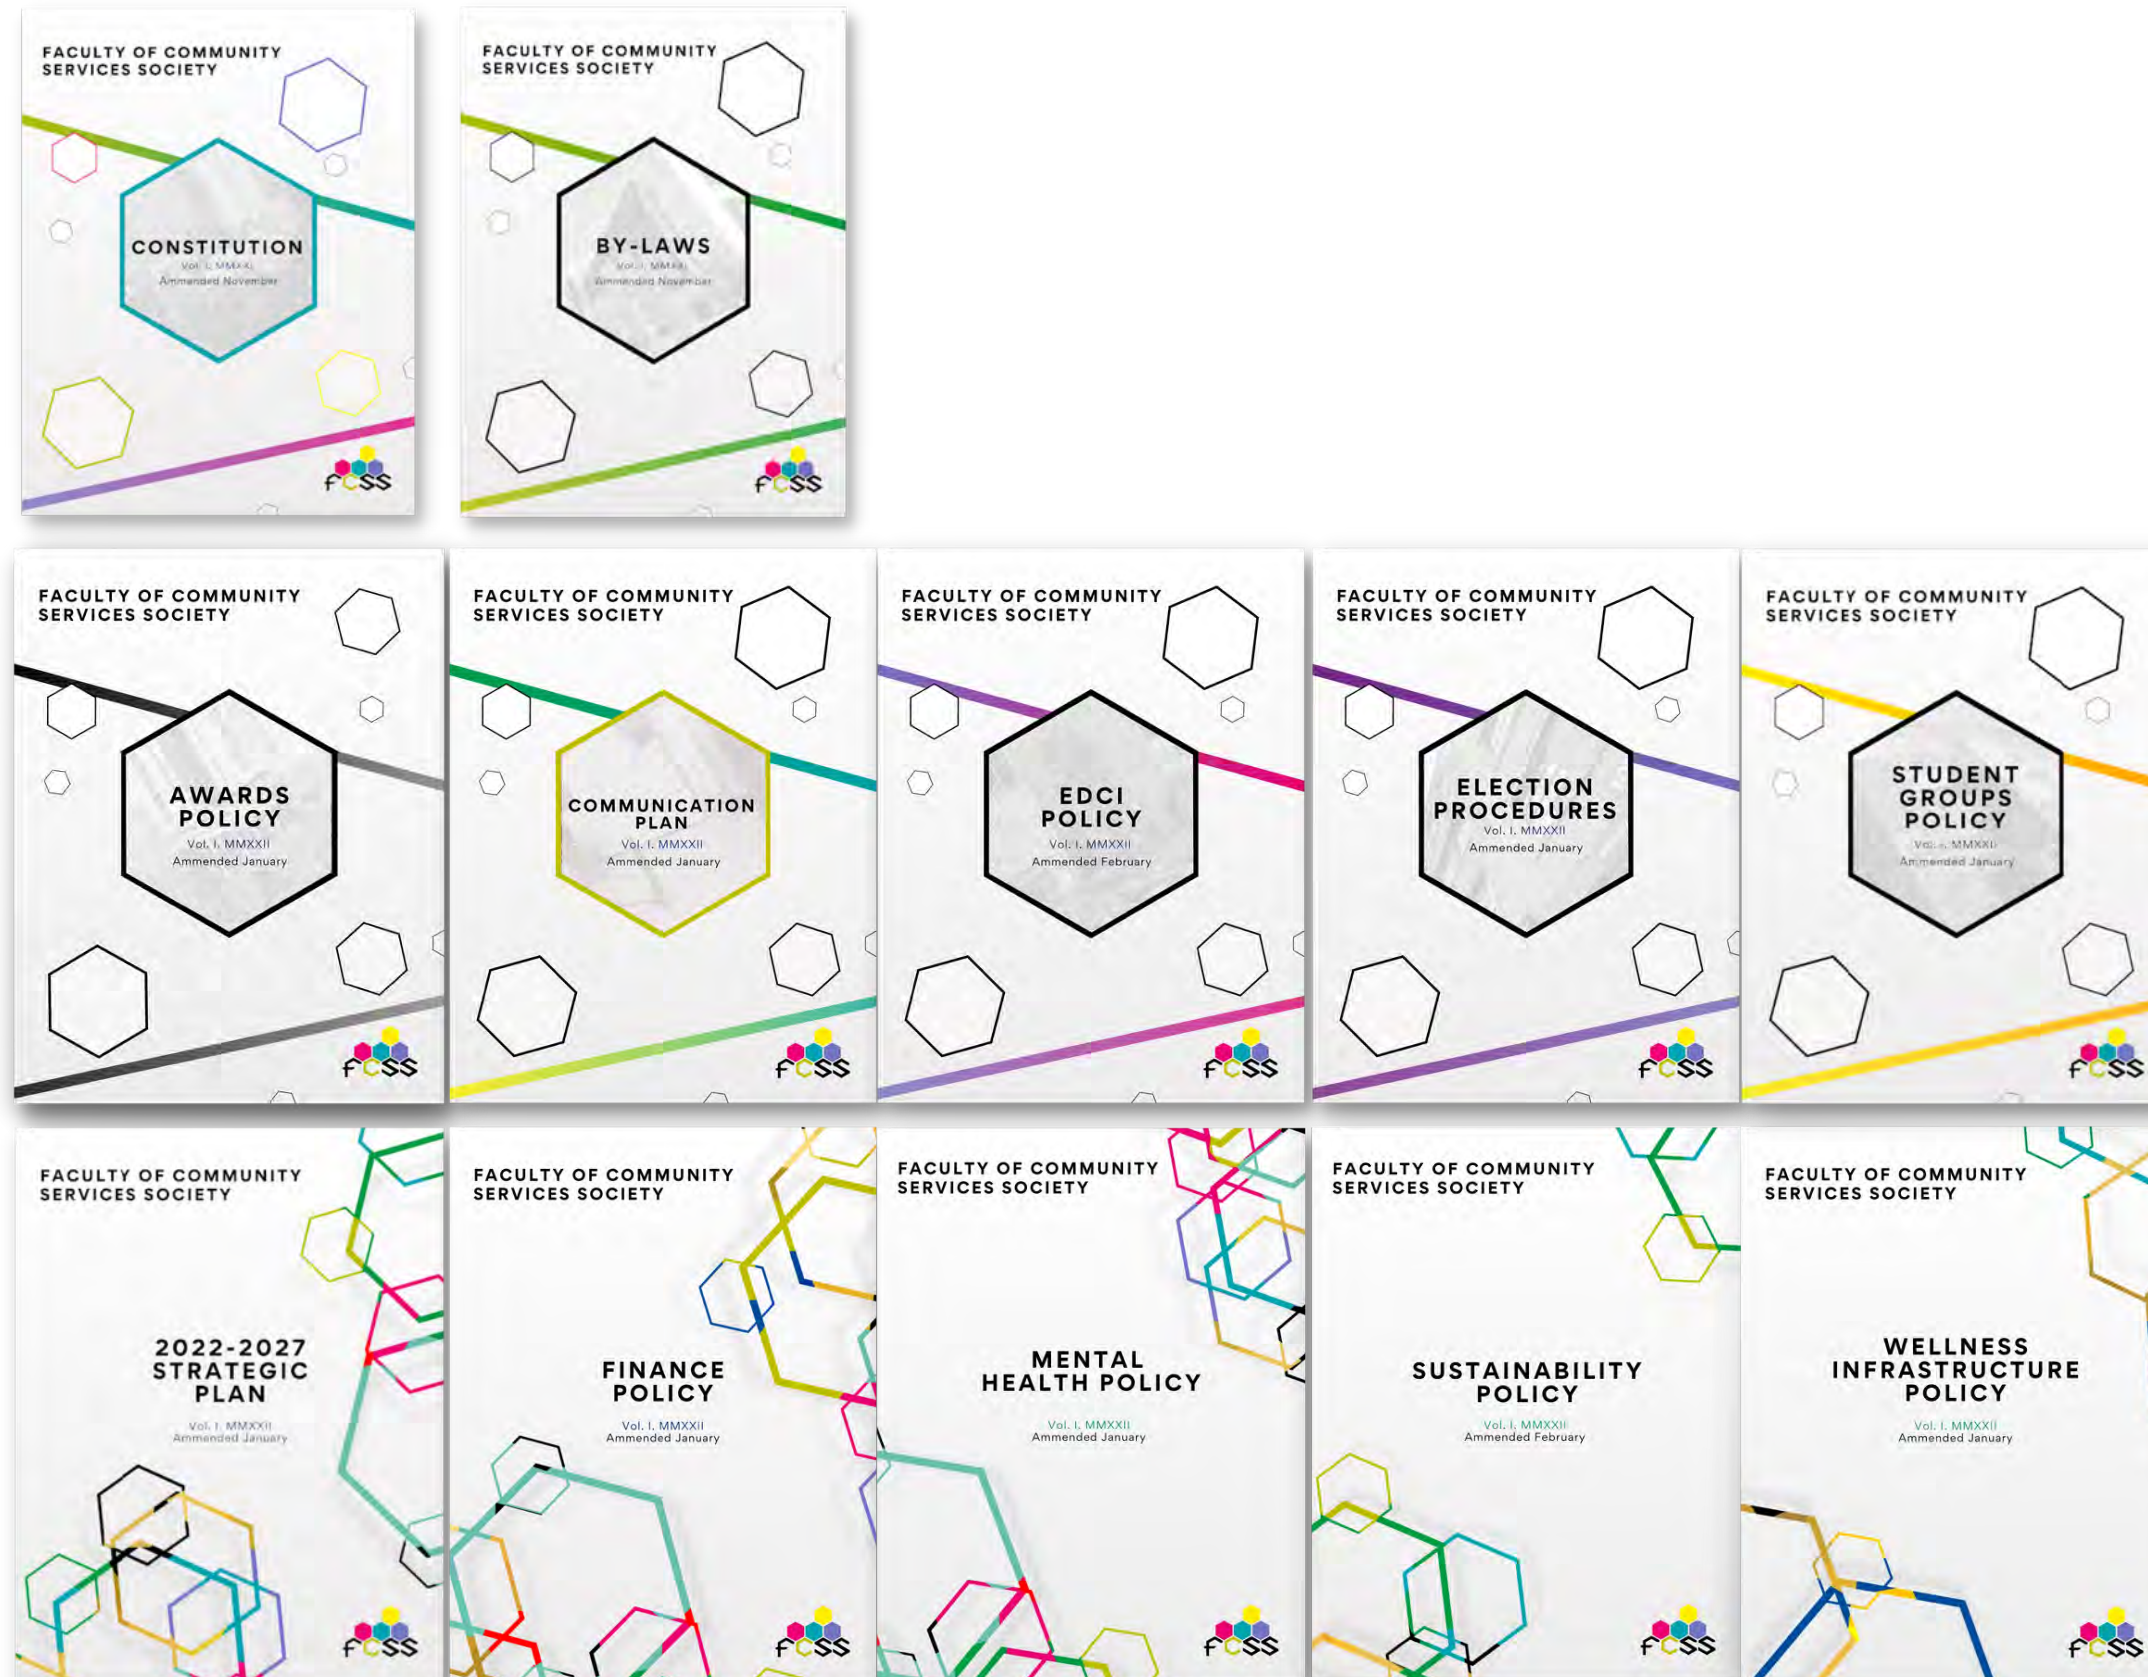 FACULTY OF COMMUNITY
SERVICES SOCIETY
CONSTITUTION
Vol. I, MMXXI
Ammended November
fCSS
FACULTY OF COMMUNITY
SERVICES SOCIETY
BY-LAWS
Vol. I, MMXXI
Ammended November
fCSS
FACULTY OF COMMUNITY
SERVICES SOCIETY
AWARDS
POLICY
Vol. I. MMXXII
Ammended January
fCSS
FACULTY OF COMMUNITY
SERVICES SOCIETY
COMMUNICATION
PLAN
Vol. I. MMXXII
Ammended January
fCSS
FACULTY OF COMMUNITY
SERVICES SOCIETY
EDCI
POLICY
Vol. I. MMXXII
Ammended February
fCSS
FACULTY OF COMMUNITY
SERVICES SOCIETY
ELECTION
PROCEDURES
Vol. I. MMXXII
Ammended January
fCSS
FACULTY OF COMMUNITY
SERVICES SOCIETY
STUDENT
GROUPS
POLICY
Vol. I. MMXXII
Ammended January
fCSS
FACULTY OF COMMUNITY
SERVICES SOCIETY
2022-2027
STRATEGIC
PLAN
Vol. I. MMXXII
Ammended January
fCSS
FACULTY OF COMMUNITY
SERVICES SOCIETY
FINANCE
POLICY
Vol. I. MMXXII
Ammended January
fCSS
FACULTY OF COMMUNITY
SERVICES SOCIETY
MENTAL
HEALTH POLICY
Vol. I. MMXXII
Ammended January
fCSS
FACULTY OF COMMUNITY
SERVICES SOCIETY
SUSTAINABILITY
POLICY
Vol. I. MMXXII
Ammended February
fCSS
FACULTY OF COMMUNITY
SERVICES SOCIETY
WELLNESS
INFRASTRUCTURE
POLICY
Vol. I. MMXXII
Ammended January
fCSS